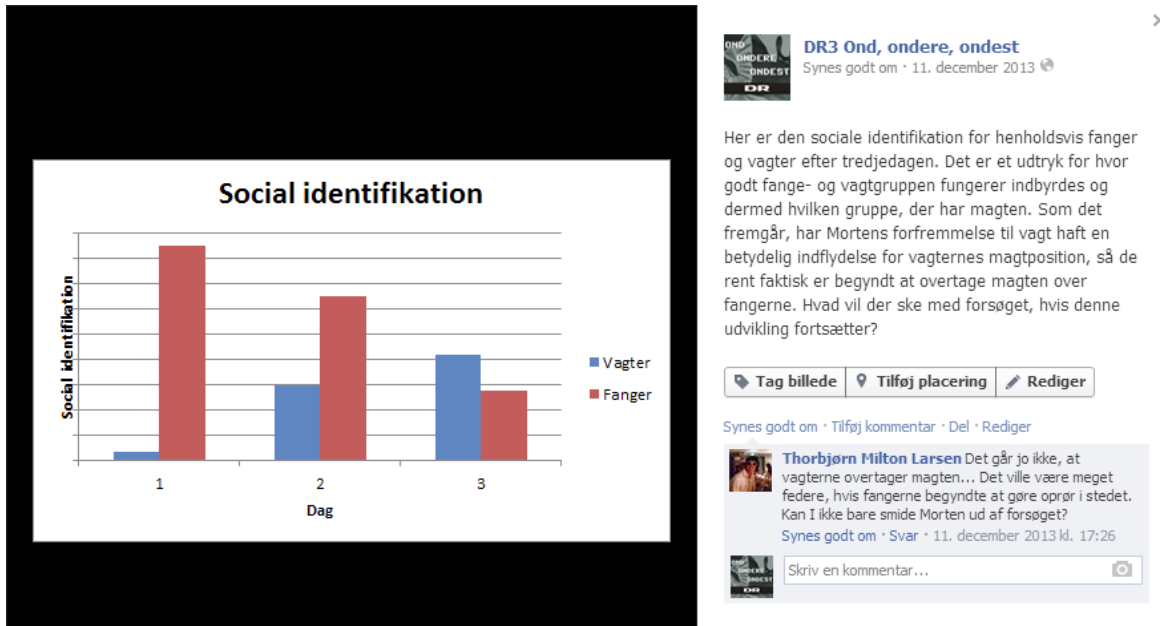 Social identifikation
Social identifikation
Vagter
Fanger
1
2
3
Dag
OND
ONDERE
ONDEST
DR
DR3 Ond, ondere, ondest
Synes godt om · 11. december 2013
Her er den sociale identifikation for henholdsvis fanger
og vagter efter tredjedagen. Det er et udtryk for hvor
godt fange- og vagtgruppen fungerer indbyrdes og
dermed hvilken gruppe, der har magten. Som det
fremgår, har Mortens forfremmelse til vagt haft en
betydelig indflydelse for vagternes magtposition, så de
rent faktisk er begyndt at overtage magten over
fangerne. Hvad vil der ske med forsøget, hvis denne
udvikling fortsætter?
Tag billede
Tilføj placering
Rediger
Synes godt om · Tilføj kommentar · Del · Rediger
Thorbjørn Milton Larsen Det går jo ikke, at
vagterne overtager magten... Det ville være meget
federe, hvis fangerne begyndte at gøre oprør i stedet.
Kan I ikke bare smide Morten ud af forsøget?
Synes godt om · Svar · 11. december 2013 kl. 17:26
OND
ONDERE
ONDEST
DR
Skriv en kommentar...